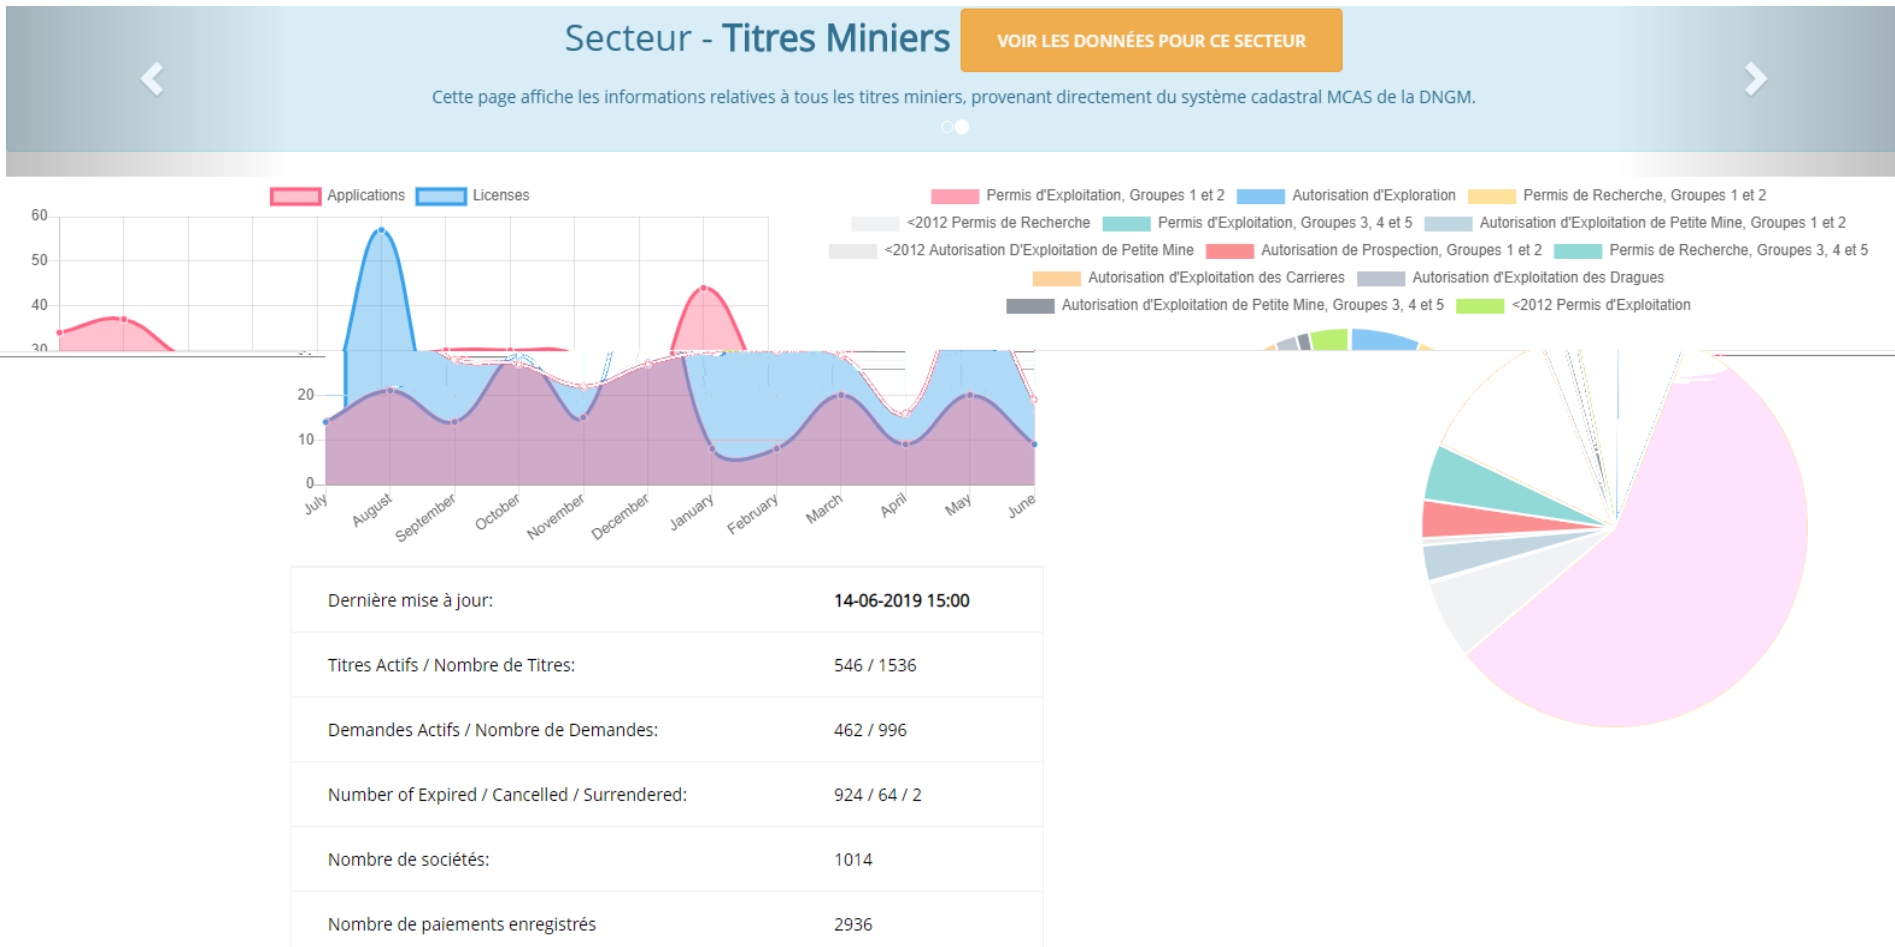 Secteur - Titres Miniers VOIR LES DONNÉES POUR CE SECTEUR
Cette page affiche les informations relatives à tous les titres miniers, provenant directement du système cadastral MCAS de la DNGM.
Applications Licenses
60
50
40
30
20
10
0
July August September October November December January February March April May June
Permis d'Exploitation, Groupes 1 et 2 Autorisation d'Exploration Permis de Recherche, Groupes 1 et 2
<2012 Permis de Recherche Permis d'Exploitation, Groupes 3, 4 et 5 Autorisation d'Exploitation de Petite Mine, Groupes 1 et 2
<2012 Autorisation D'Exploitation de Petite Mine Autorisation de Prospection, Groupes 1 et 2 Permis de Recherche, Groupes 3, 4 et 5
Autorisation d'Exploitation des Carrieres Autorisation d'Exploitation des Dragues
Autorisation d'Exploitation de Petite Mine, Groupes 3, 4 et 5 <2012 Permis d'Exploitation
Dernière mise à jour: 14-06-2019 15:00
Titres Actifs / Nombre de Titres: 546 / 1536
Demandes Actifs / Nombre de Demandes: 462 / 996
Number of Expired / Cancelled / Surrendered: 924 / 64 / 2
Nombre de sociétés: 1014
Nombre de paiements enregistrés 2936